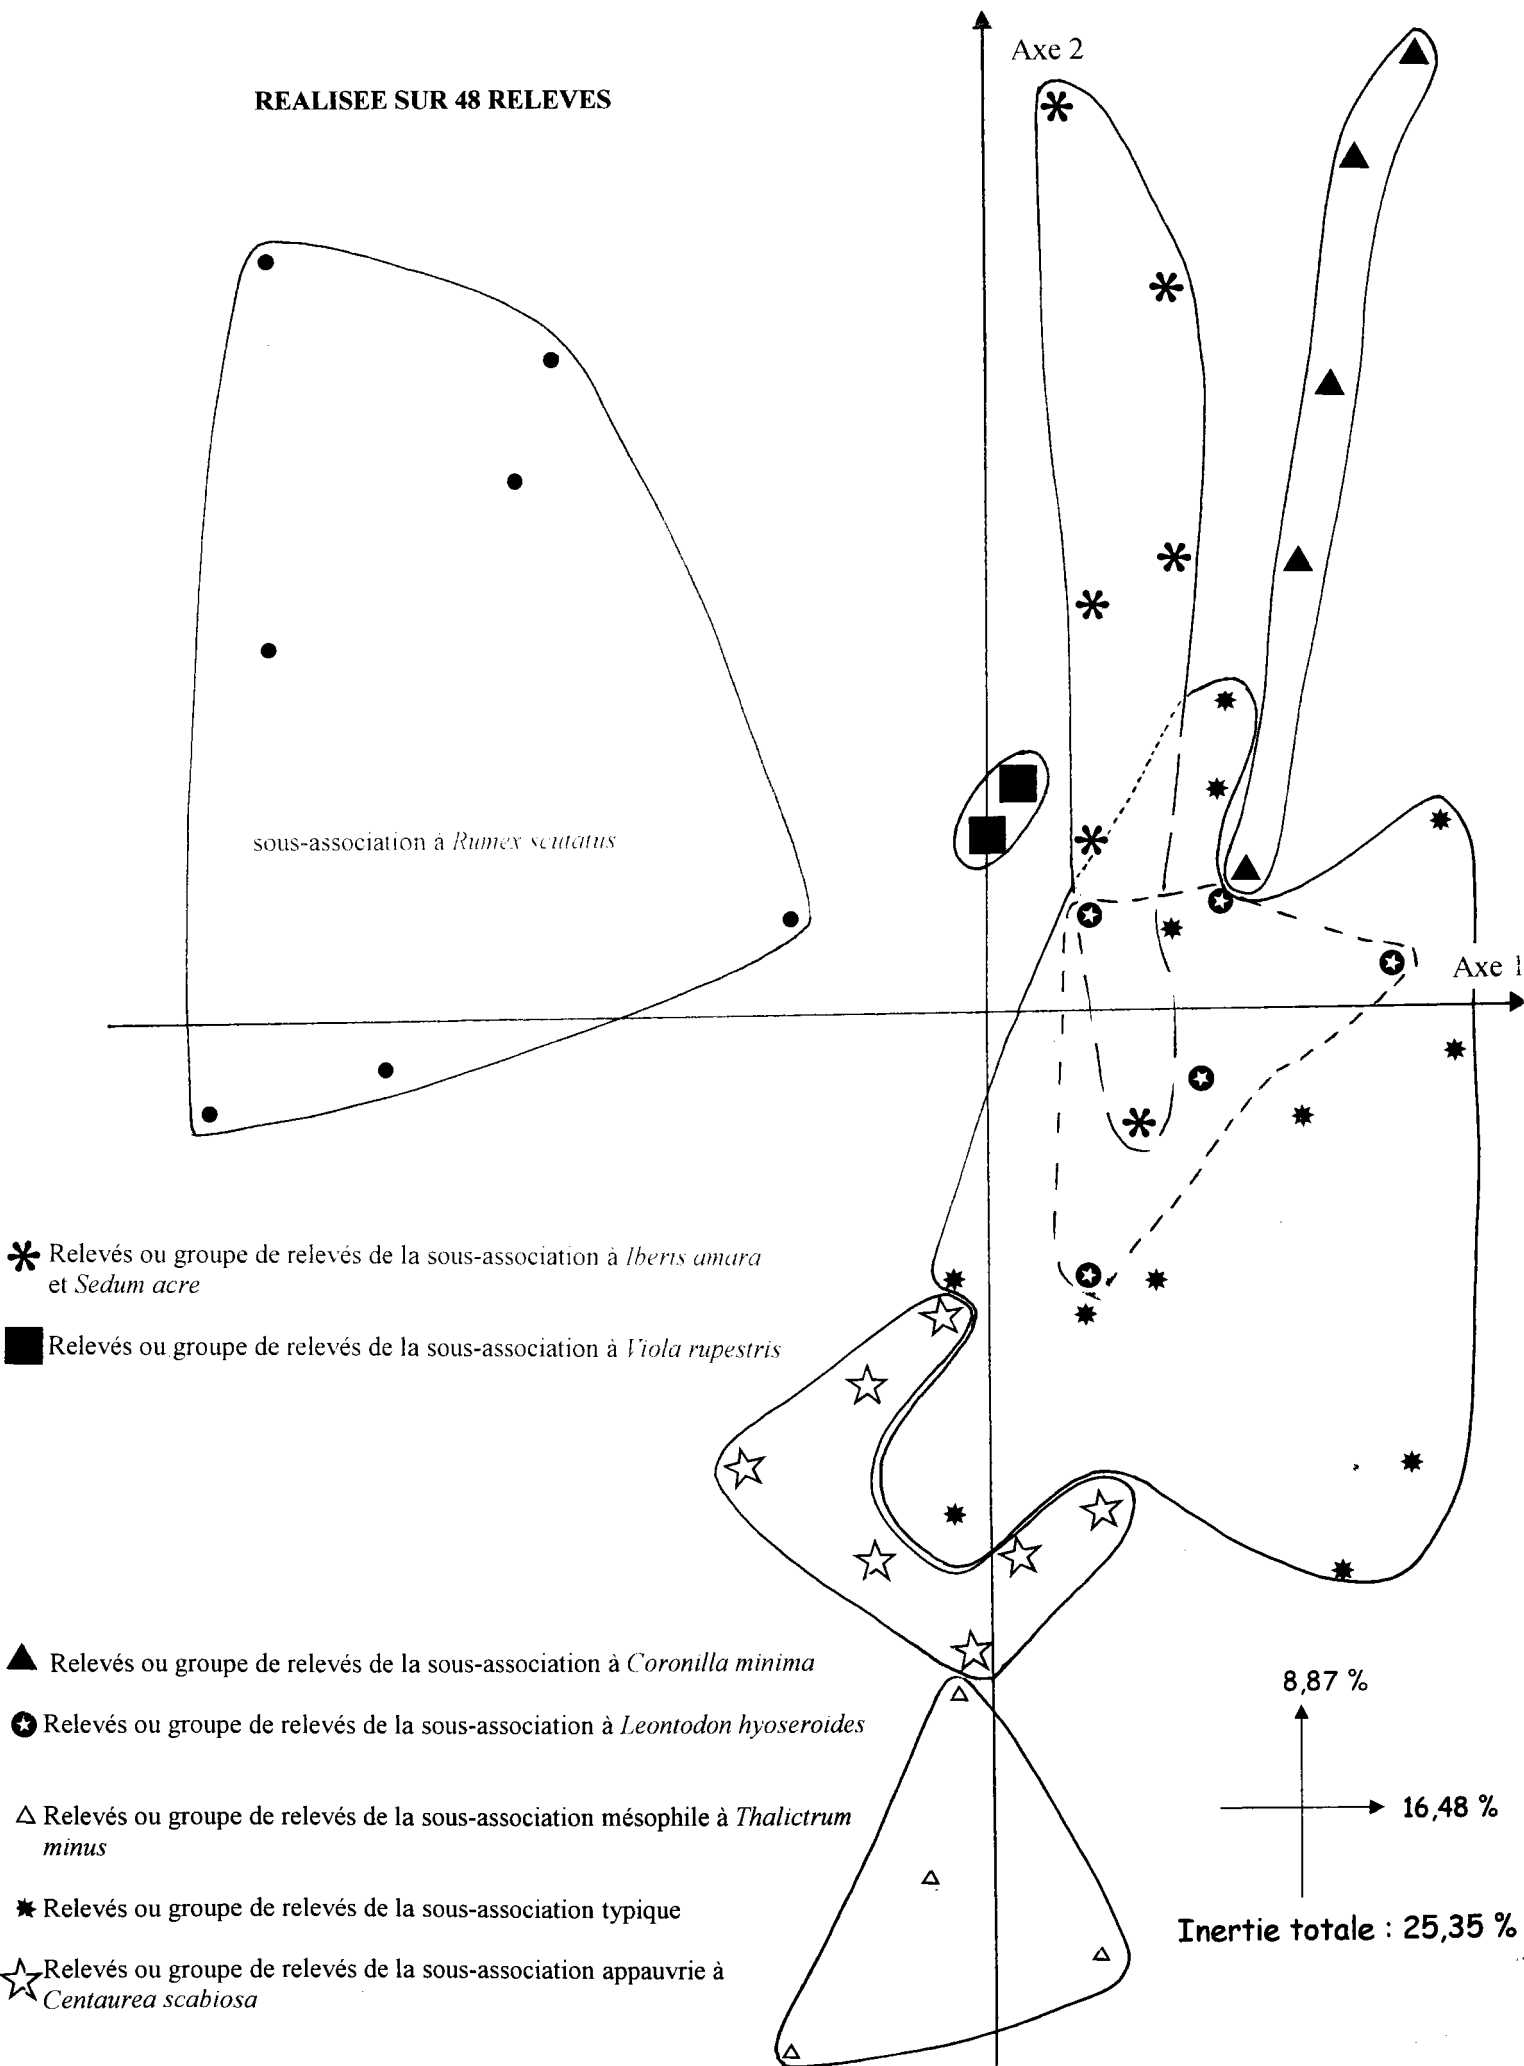 Axe 2
REALISEE SUR 48 RELEVES
sous-association à Rumex scutatus
Axe 1
Relevés ou groupe de relevés de la sous-association à Iberis amara
et Sedum acre
Relevés ou groupe de relevés de la sous-association à Viola rupestris
Relevés ou groupe de relevés de la sous-association à Coronilla minima
Relevés ou groupe de relevés de la sous-association à Leontodon hyoseroides
Relevés ou groupe de relevés de la sous-association mésophile à Thalictrum
minus
Relevés ou groupe de relevés de la sous-association typique
Relevés ou groupe de relevés de la sous-association appauvrie à
Centaurea scabiosa
8,87 %
16,48 %
Inertie totale : 25,35 %